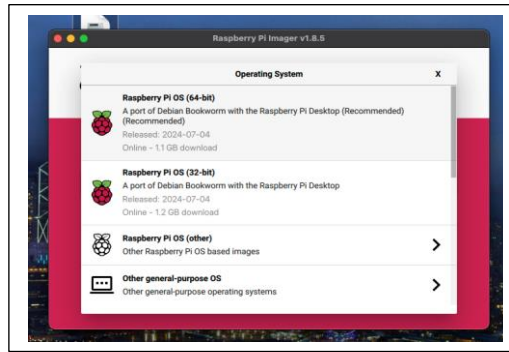 Raspberry Pi Imager v1.8.5
Operating System X
Raspberry Pi OS (64-bit)
A port of Debian Bookworm with the Raspberry Pi Desktop (Recommended)
(Recommended)
Released: 2024-07-04
Online - 1.1 GB download
Raspberry Pi OS (32-bit)
A port of Debian Bookworm with the Raspberry Pi Desktop
Released: 2024-07-04
Online - 1.2 GB download
Raspberry Pi OS (other)
Other Raspberry Pi OS based images
Other general-purpose OS
Other general-purpose operating systems